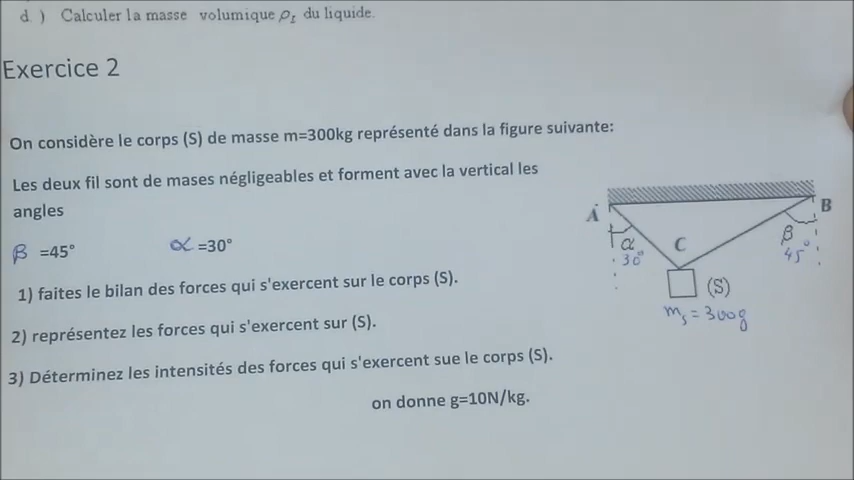 d. ) Calculer la masse volumique ρL du liquide.
Exercice 2
On considère le corps (S) de masse m=300kg représenté dans la figure suivante:
Les deux fil sont de mases négligeables et forment avec la vertical les
angles
β =45° α =30°
1) faites le bilan des forces qui s'exercent sur le corps (S).
2) représentez les forces qui s'exercent sur (S).
3) Déterminez les intensités des forces qui s'exercent sue le corps (S).
on donne g=10N/kg.
A B
α C β
30° 45°
(S)
ms = 300g